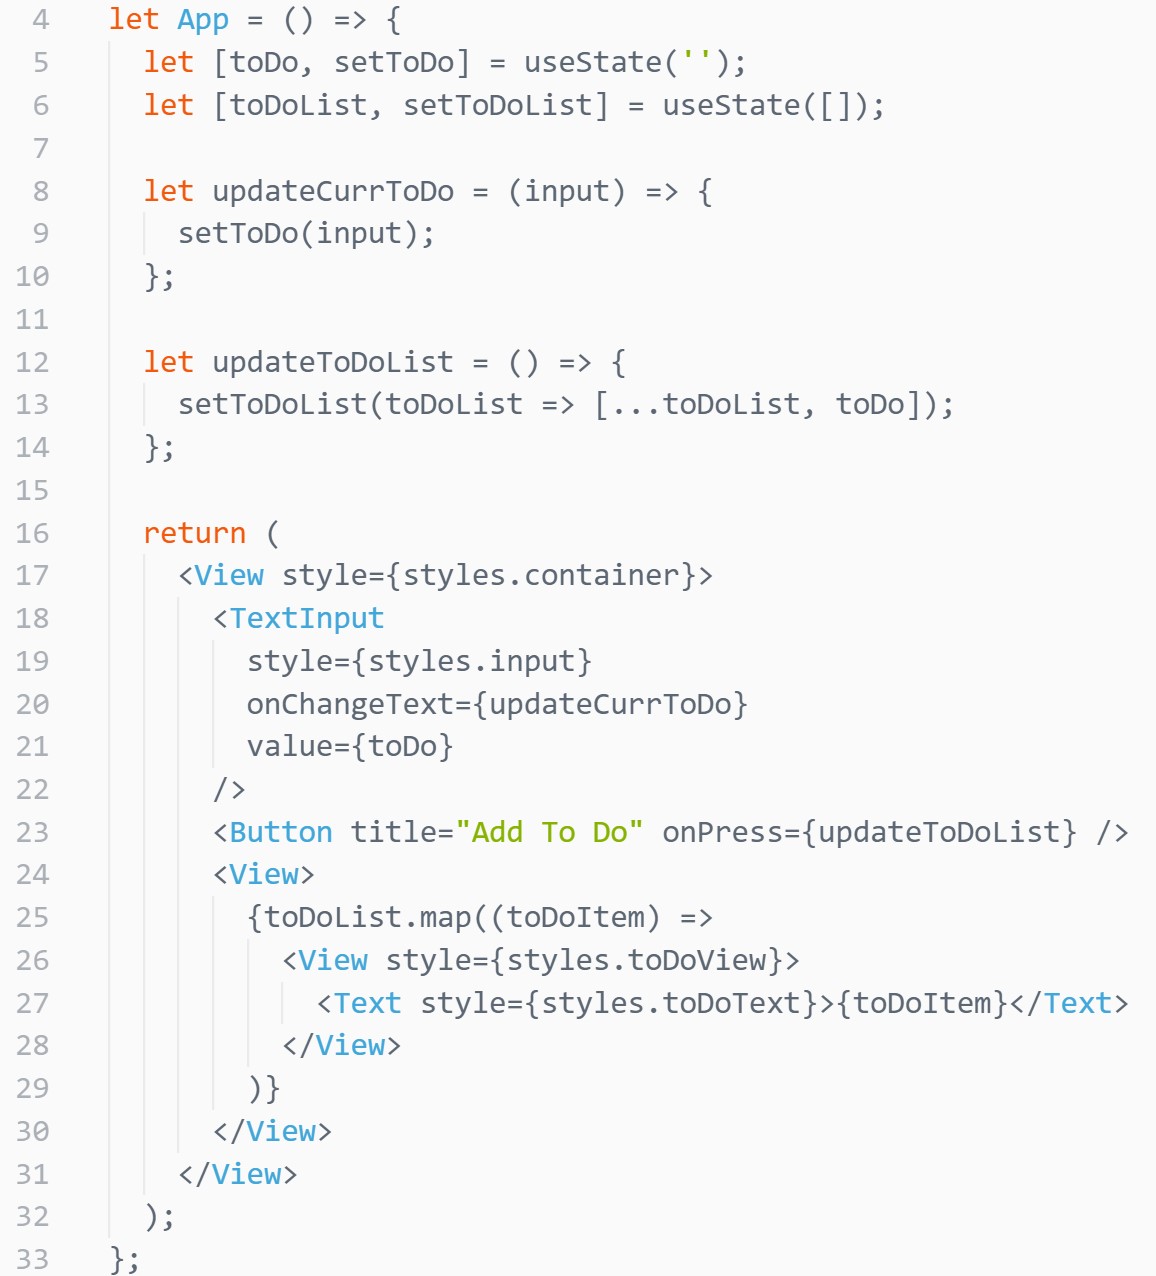 4 let App = () => {
5 let [toDo, setToDo] = useState('');
6 let [toDoList, setToDoList] = useState([]);
7
8 let updateCurrToDo = (input) => {
9 setToDo(input);
10 };
11
12 let updateToDoList = () => {
13 setToDoList(toDoList => [...toDoList, toDo]);
14 };
15
16 return (
17 <View style={styles.container}>
18 <TextInput
19 style={styles.input}
20 onChangeText={updateCurrToDo}
21 value={toDo}
22 />
23 <Button title="Add To Do" onPress={updateToDoList} />
24 <View>
25 {toDoList.map((toDoItem) =>
26 <View style={styles.toDoView}>
27 <Text style={styles.toDoText}>{toDoItem}</Text>
28 </View>
29 )}
30 </View>
31 </View>
32 );
33 };